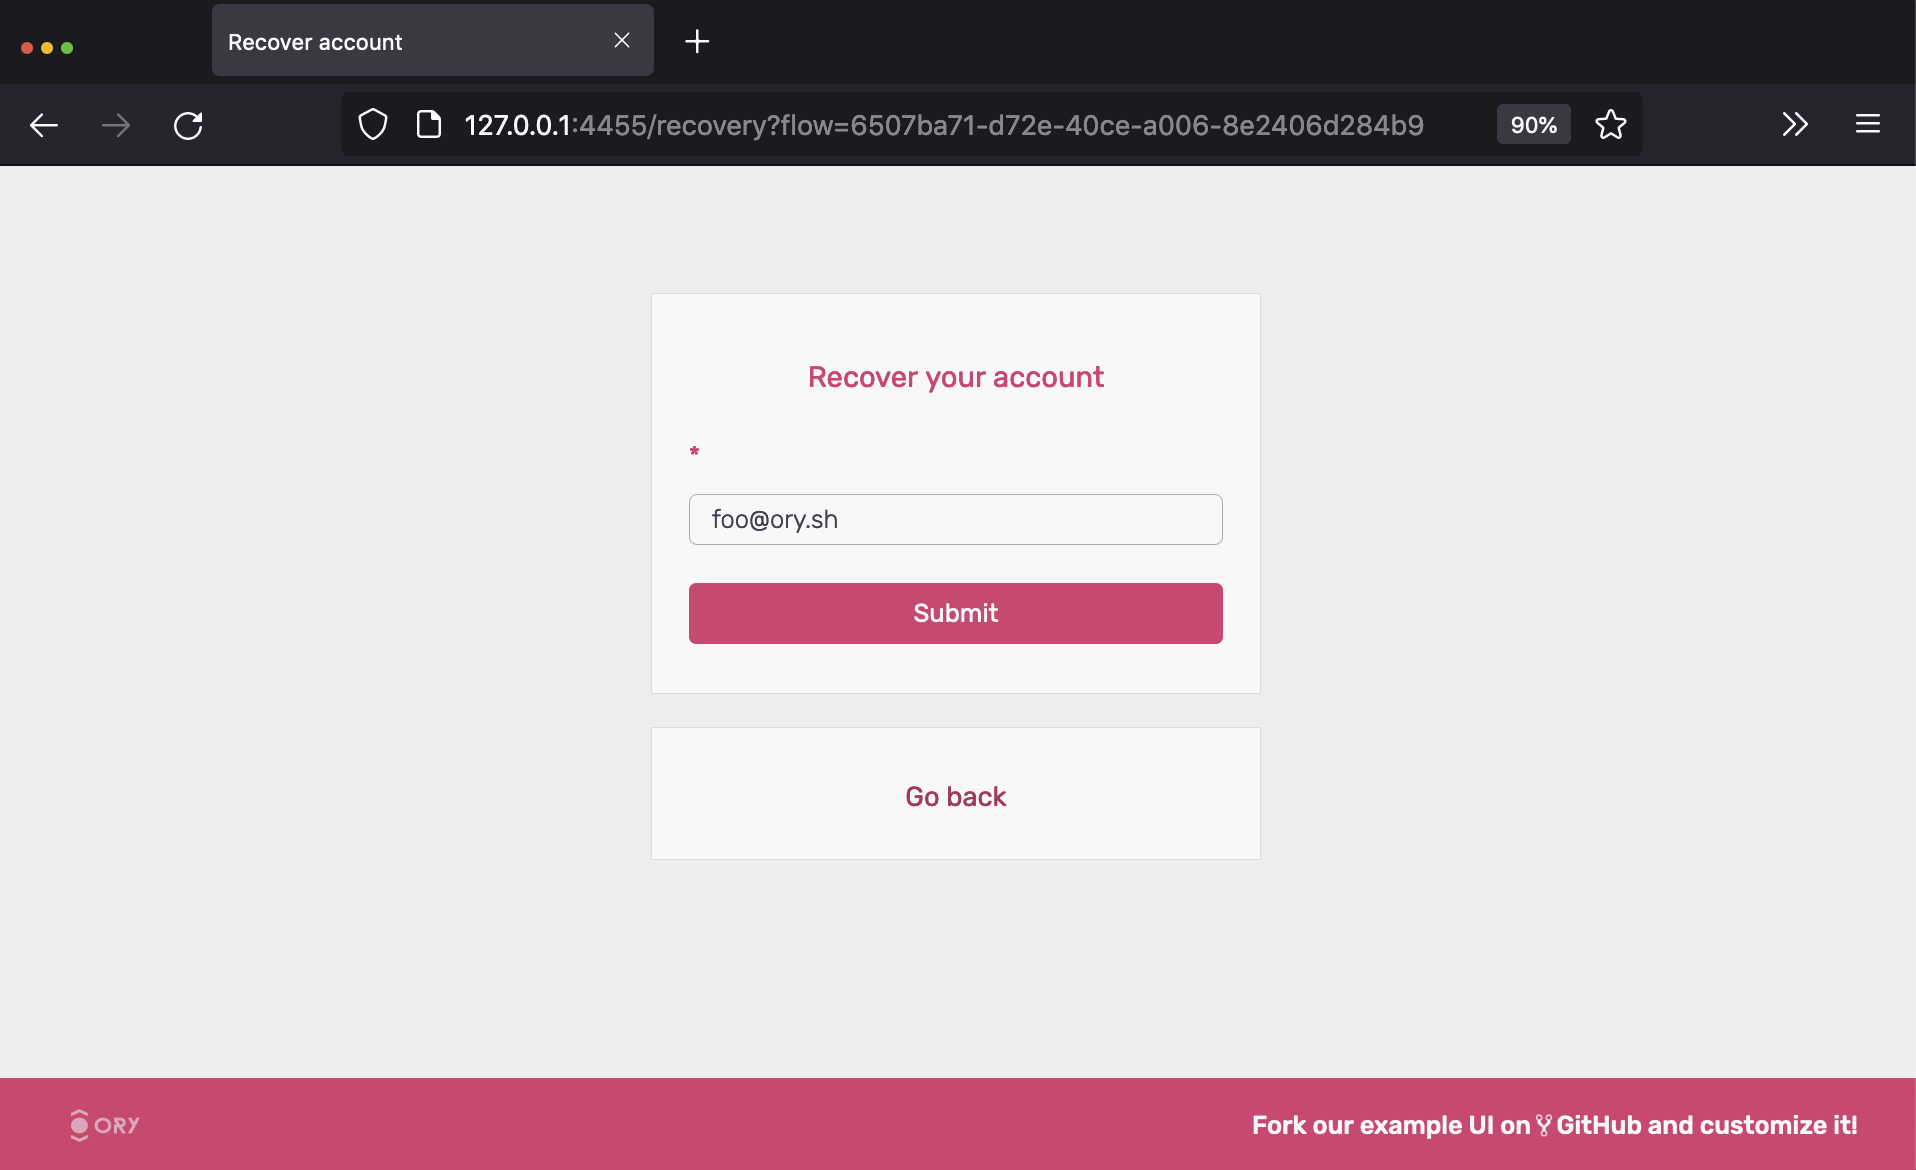 Recover account
127.0.0.1:4455/recovery?flow=6507ba71-d72e-40ce-a006-8e2406d284b9
90%
Recover your account
*
foo@ory.sh
Submit
Go back
ORY
Fork our example UI on GitHub and customize it!